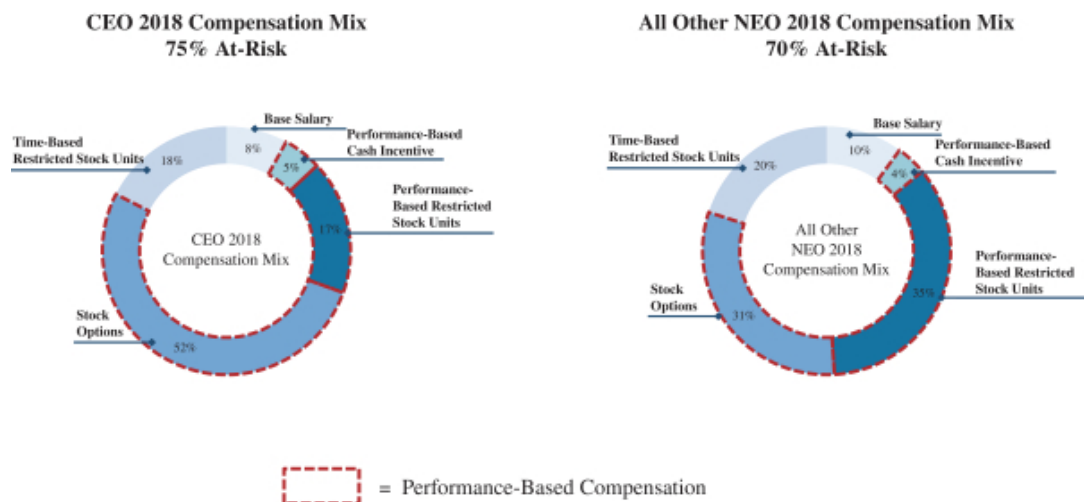 CEO 2018 Compensation Mix
75% At-Risk
Base Salary
Time-Based
Restricted Stock Units
Performance-Based
Cash Incentive
18%
8%
5%
Performance-
Based Restricted
Stock Units
17%
CEO 2018
Compensation Mix
Stock
Options
52%
All Other NEO 2018 Compensation Mix
70% At-Risk
Base Salary
Time-Based
Restricted Stock Units
Performance-Based
Cash Incentive
20%
10%
4%
All Other
NEO 2018
Compensation Mix
Performance-
Based Restricted
Stock Units
35%
Stock
Options
31%
= Performance-Based Compensation